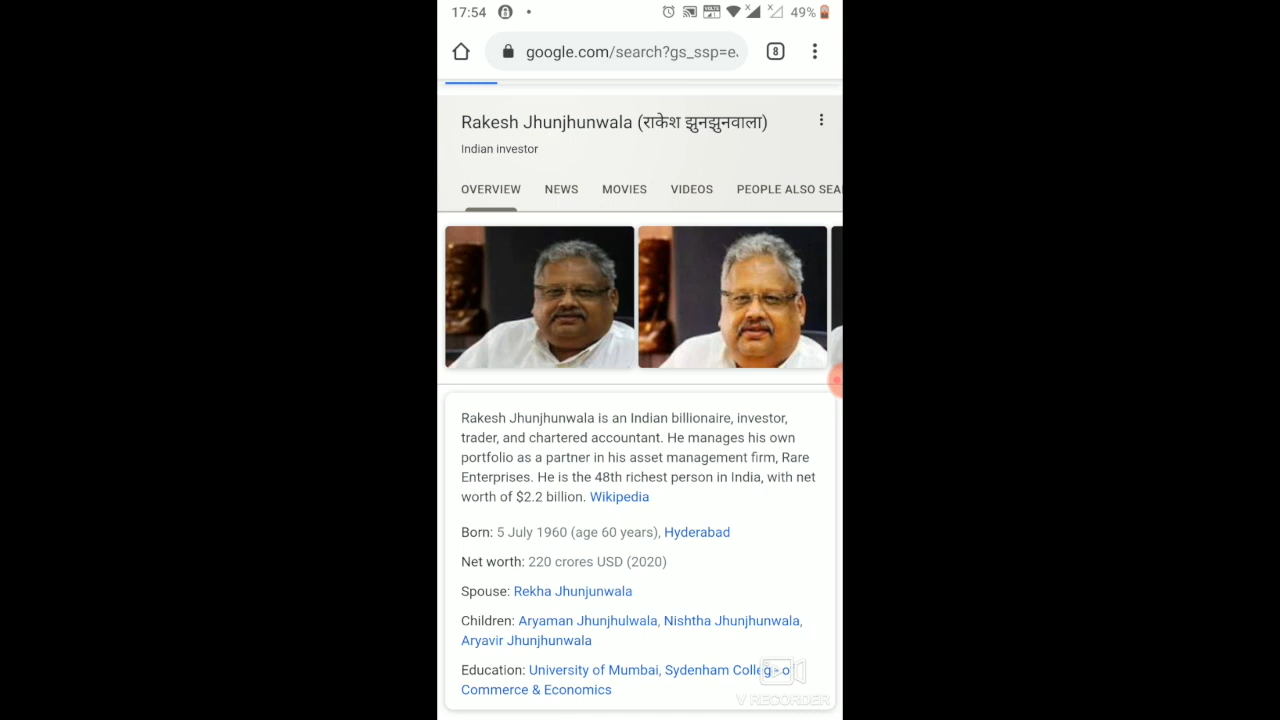 17:54 49%
google.com/search?gs_ssp=e. 8
Rakesh Jhunjhunwala (राकेश झुनझुनवाला)
Indian investor
OVERVIEW NEWS MOVIES VIDEOS PEOPLE ALSO SEA
Rakesh Jhunjhunwala is an Indian billionaire, investor,
trader, and chartered accountant. He manages his own
portfolio as a partner in his asset management firm, Rare
Enterprises. He is the 48th richest person in India, with net
worth of $2.2 billion. Wikipedia
Born: 5 July 1960 (age 60 years), Hyderabad
Net worth: 220 crores USD (2020)
Spouse: Rekha Jhunjunwala
Children: Aryaman Jhunjhulwala, Nishtha Jhunjhunwala,
Aryavir Jhunjhunwala
Education: University of Mumbai, Sydenham College o
Commerce & Economics
V RECORDER